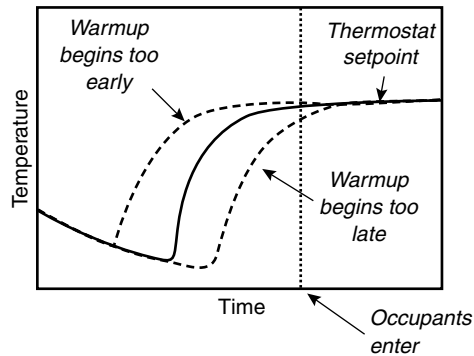 Warmup
begins too
early
Thermostat
setpoint
Temperature
Warmup
begins too
late
Time
Occupants
enter